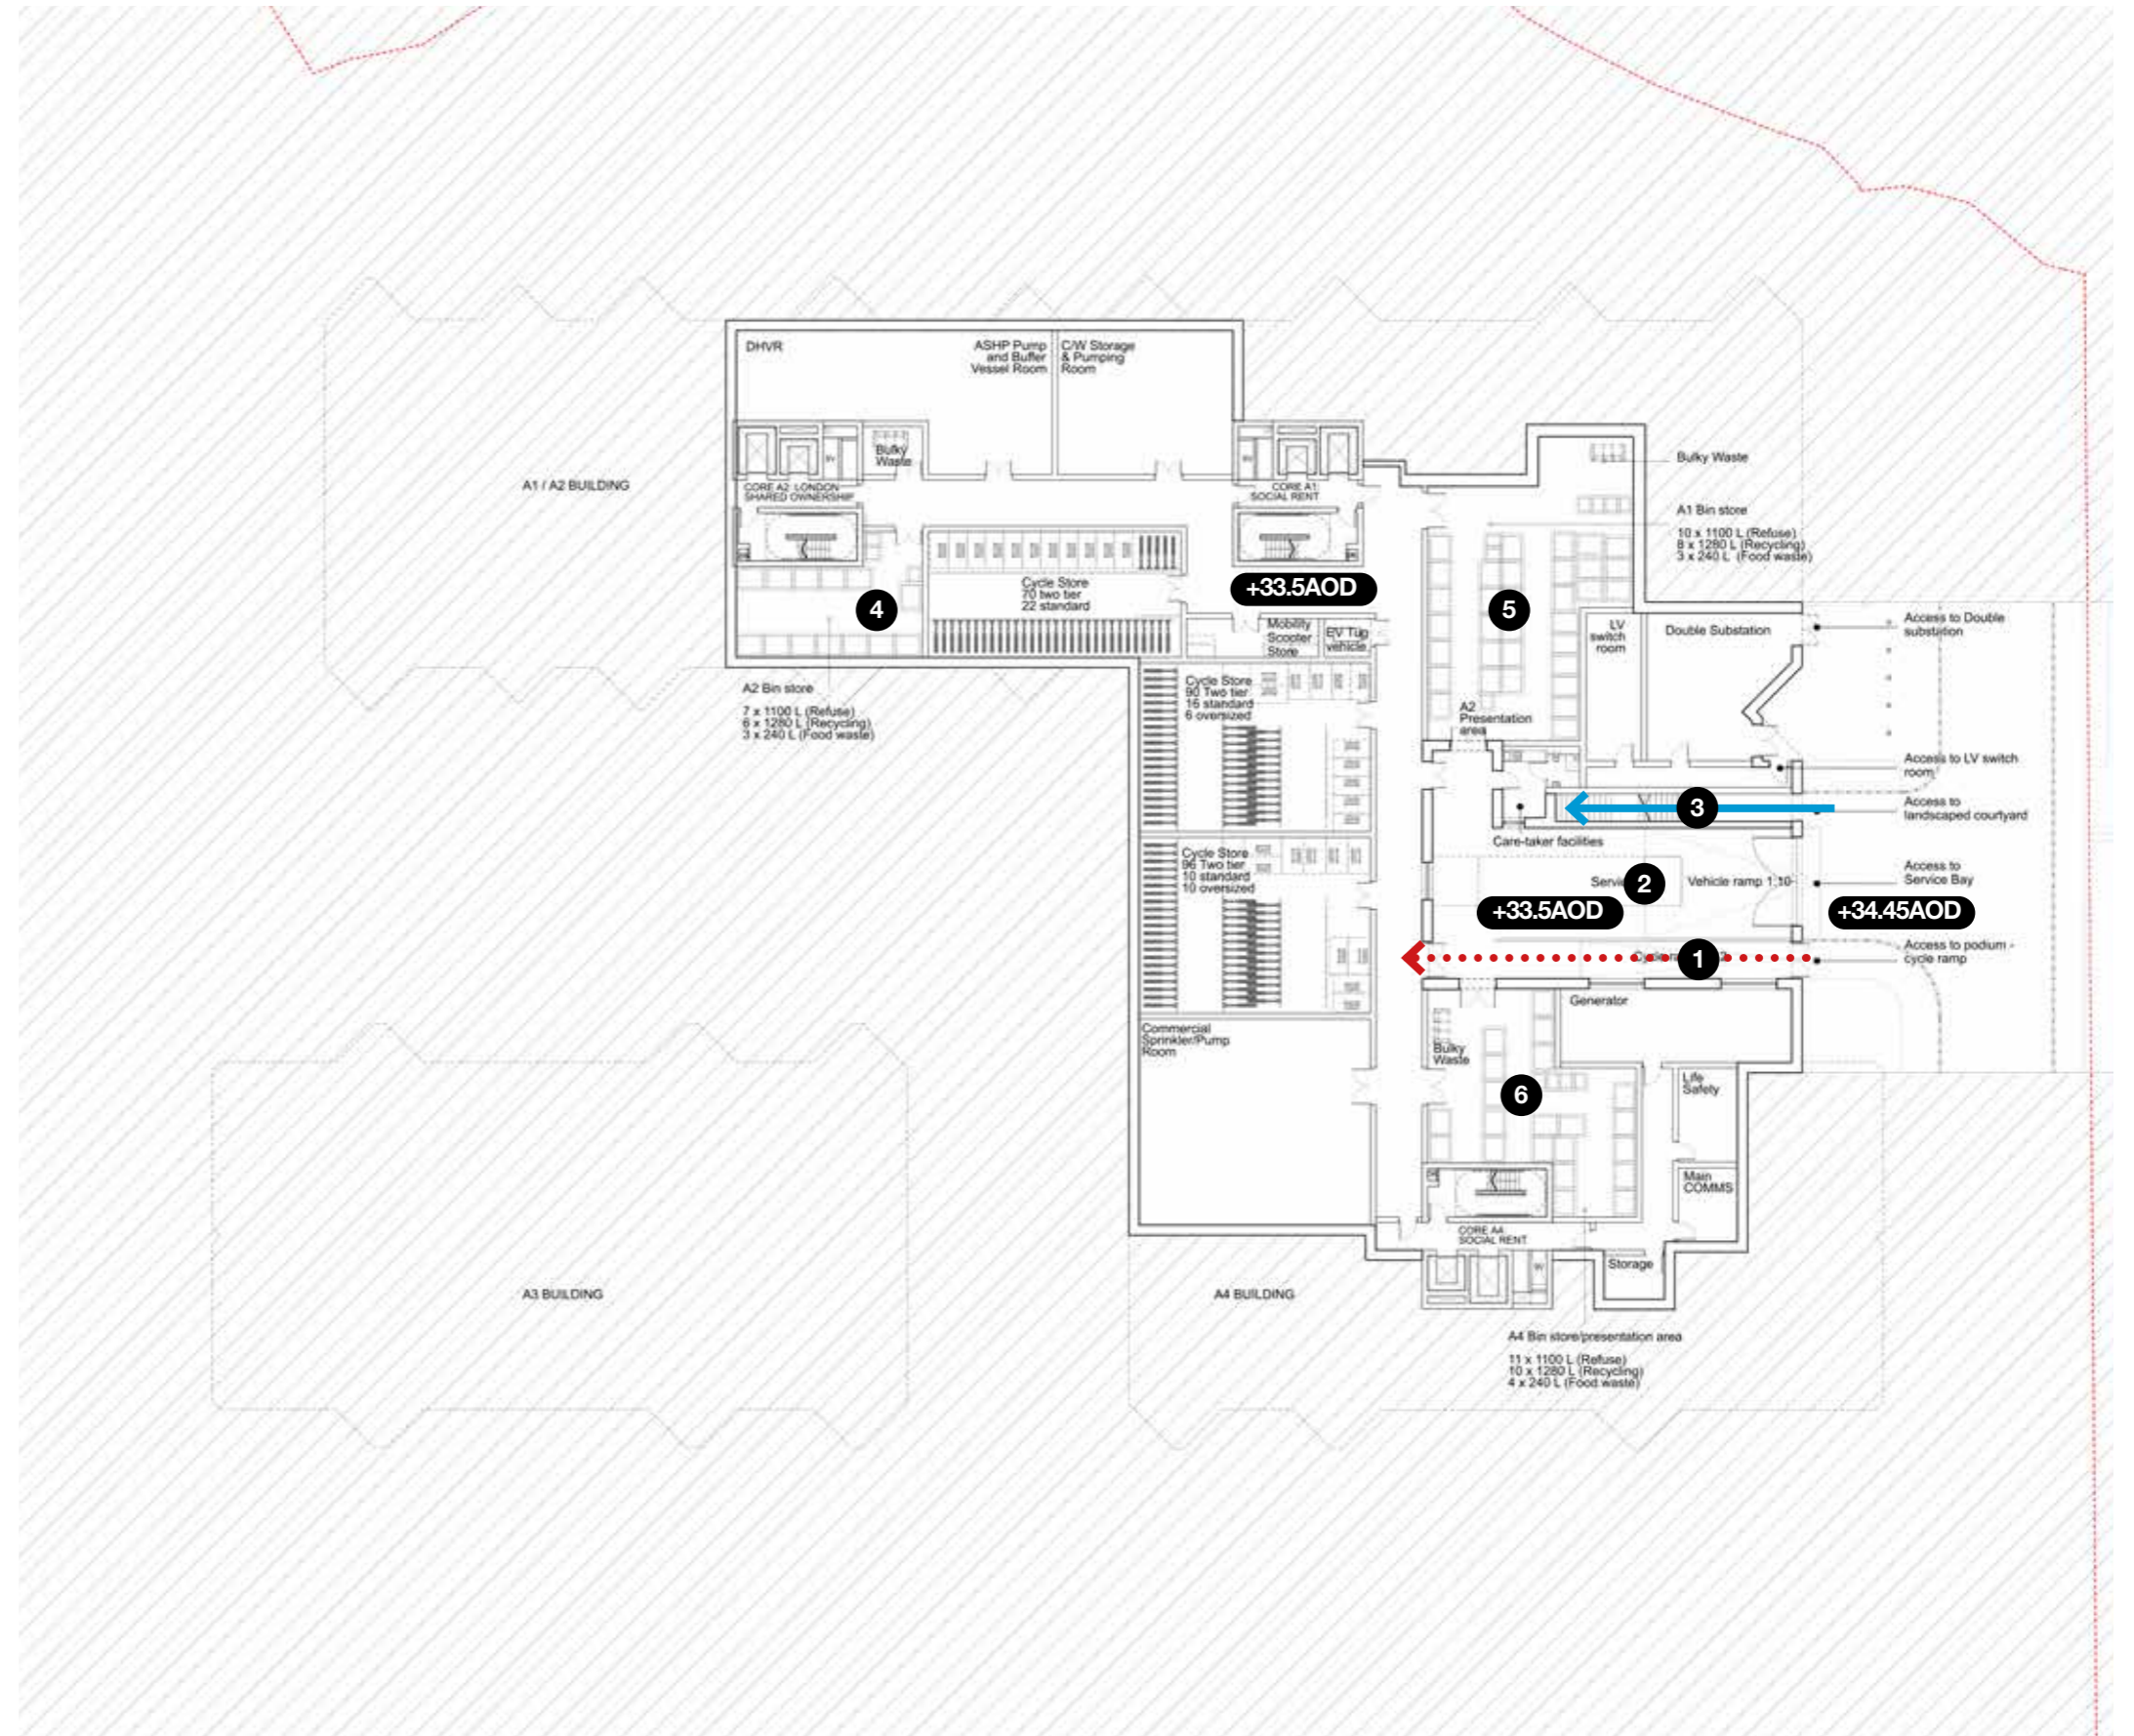 DHVR
ASHP Pump
and Buffer
Vessel Room
C/W Storage
& Pumping
Room
Bulky
Waste
A1 / A2 BUILDING
CORE A2: LONDON
SHARED OWNERSHIP
CORE A1:
SOCIAL RENT
Bulky Waste
A1 Bin store
10 x 1100 L (Refuse)
8 x 1280 L (Recycling)
3 x 240 L (Food waste)
Cycle Store
70 two tier
22 standard
+33.5AOD
4
5
Mobility
Scooter
Store
EV Tug
vehicle
LV
switch
room
Double Substation
Access to Double
substation
A2 Bin store
7 x 1100 L (Refuse)
6 x 1280 L (Recycling)
3 x 240 L (Food waste)
Cycle Store
90 Two tier
16 standard
6 oversized
A2
Presentation
area
Access to LV switch
room
3
Access to
landscaped courtyard
Care-taker facilities
Cycle Store
96 Two tier
10 standard
10 oversized
2
Vehicle ramp 1:10
Access to
Service Bay
+33.5AOD
+34.45AOD
1
Access to podium -
cycle ramp
Generator
Commercial
Sprinkler/Pump
Room
Bulky
Waste
6
Life
Safety
Main
COMMS
CORE A4:
SOCIAL RENT
Storage
A3 BUILDING
A4 BUILDING
A4 Bin store/presentation area
11 x 1100 L (Refuse)
10 x 1280 L (Recycling)
4 x 240 L (Food waste)